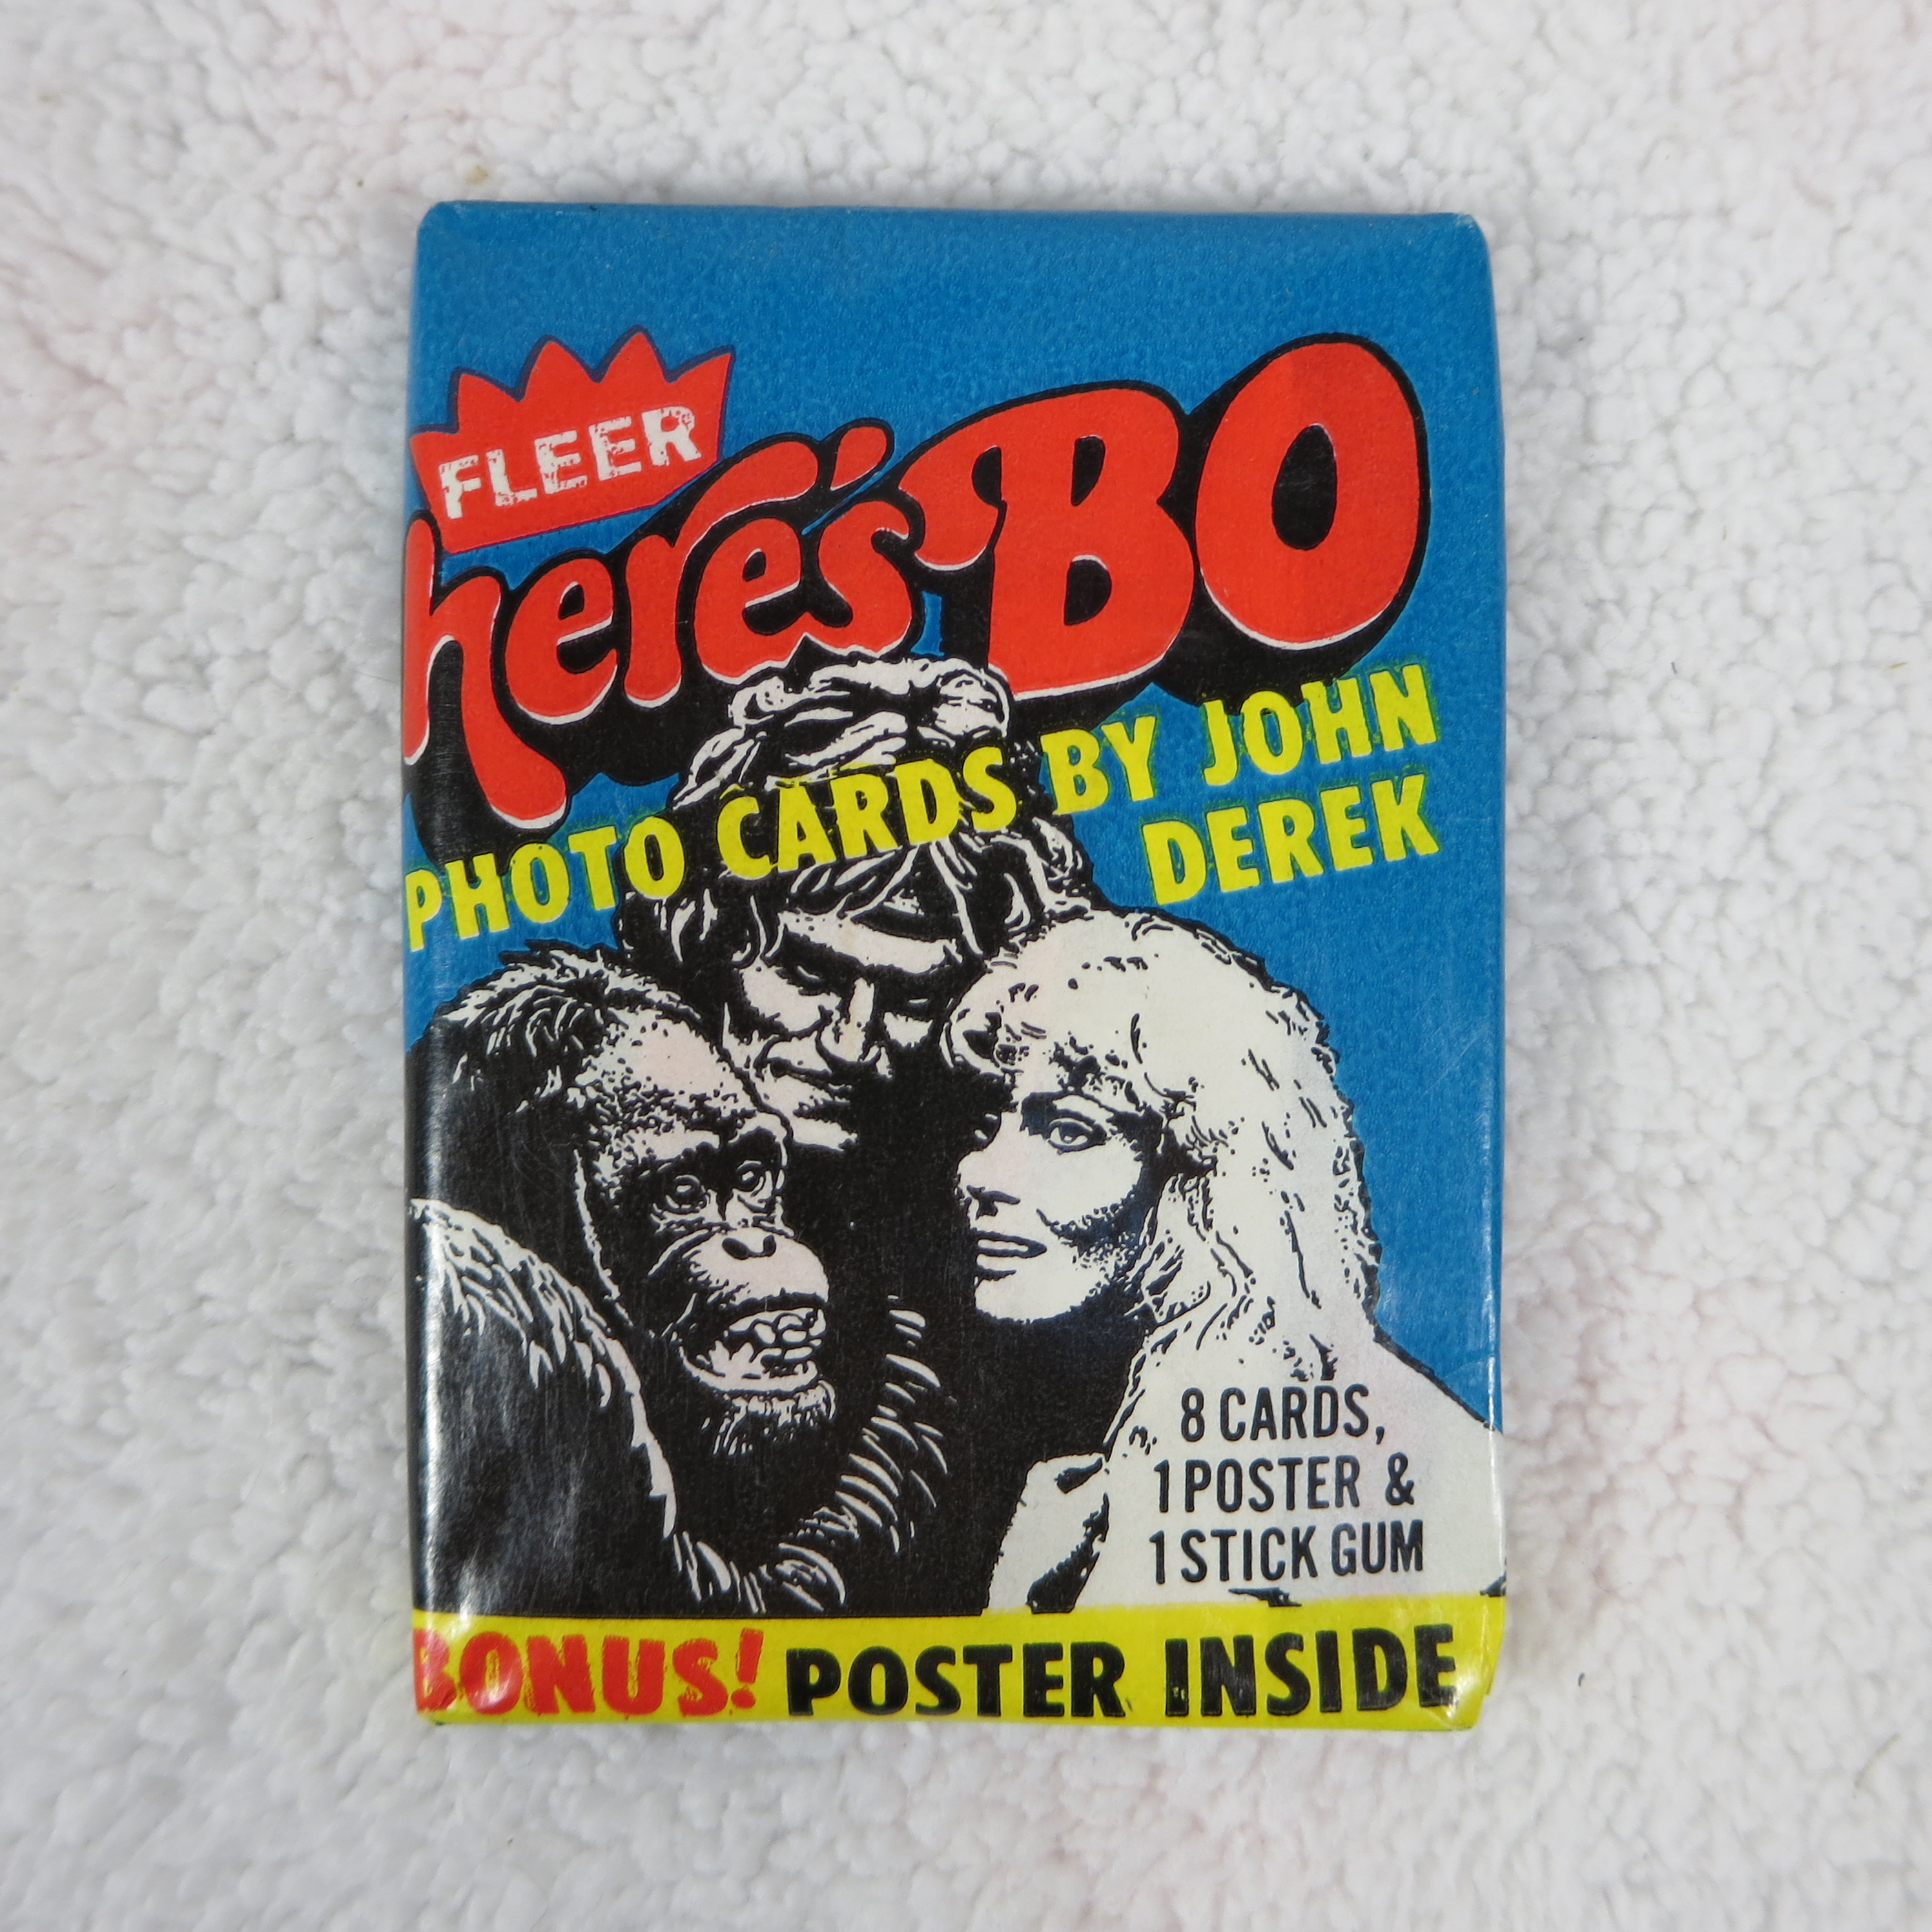 FLEER
here's BO
PHOTO CARDS BY JOHN
DEREK
8 CARDS,
1 POSTER &
1 STICK GUM
BONUS! POSTER INSIDE